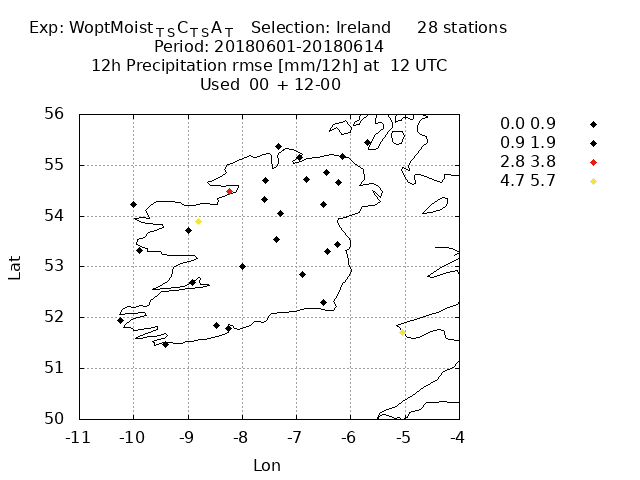 Exp: WoptMoistTSCTSAT   Selection: Ireland     28 stations
Period: 20180601-20180614
12h Precipitation rmse [mm/12h] at  12 UTC
Used  00 + 12-00
0.0 0.9
0.9 1.9
2.8 3.8
4.7 5.7
56
55
54
53
52
51
50
Lat
-11 -10 -9 -8 -7 -6 -5 -4
Lon